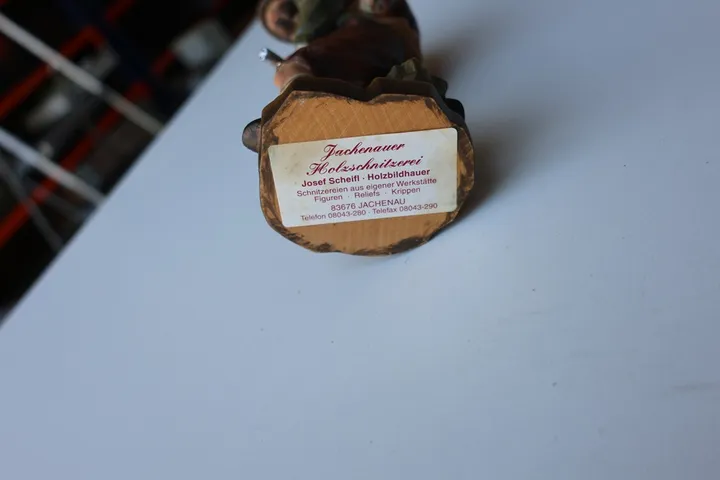 Jachenauer
Holzschnitzerei
Josef Scheifl · Holzbildhauer
Schnitzereien aus eigener Werkstätte
Figuren · Reliefs · Krippen
83676 JACHENAU
Telefon 08043-280 · Telefax 08043-290